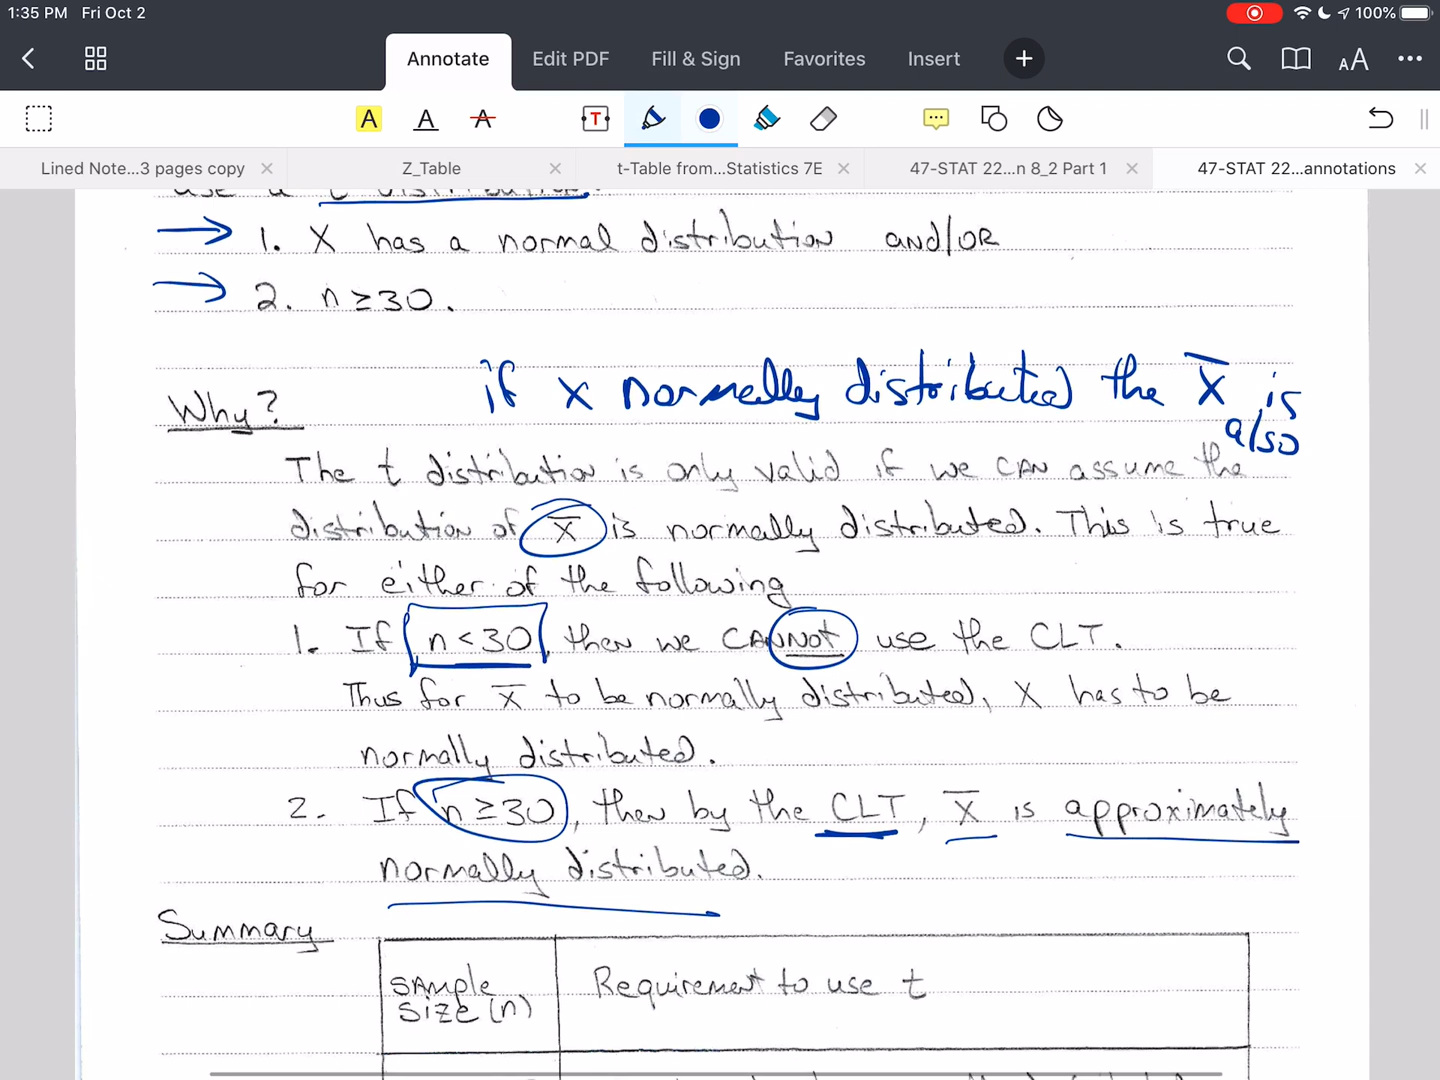 1:35 PM Fri Oct 2
100%
Annotate Edit PDF Fill & Sign Favorites Insert
AA
A A A T
Lined Note...3 pages copy
Z_Table
t-Table from...Statistics 7E
47-STAT 22...n 8_2 Part 1
47-STAT 22...annotations
use a t distribution.
1. X has a normal distribution and/OR
2. n ≥ 30.
if x normally distributed the X̄ is
also
Why?
The t distribution is only valid if we CAN assume the
distribution of X̄ is normally distributed. This is true
for either of the following
1. If n < 30, then we CANNOT use the CLT.
Thus for X̄ to be normally distributed, X has to be
normally distributed.
2. If n ≥ 30, then by the CLT, X̄ is approximately
normally distributed.
Summary
SAMPLE
SIZE (n)
Requirement to use t